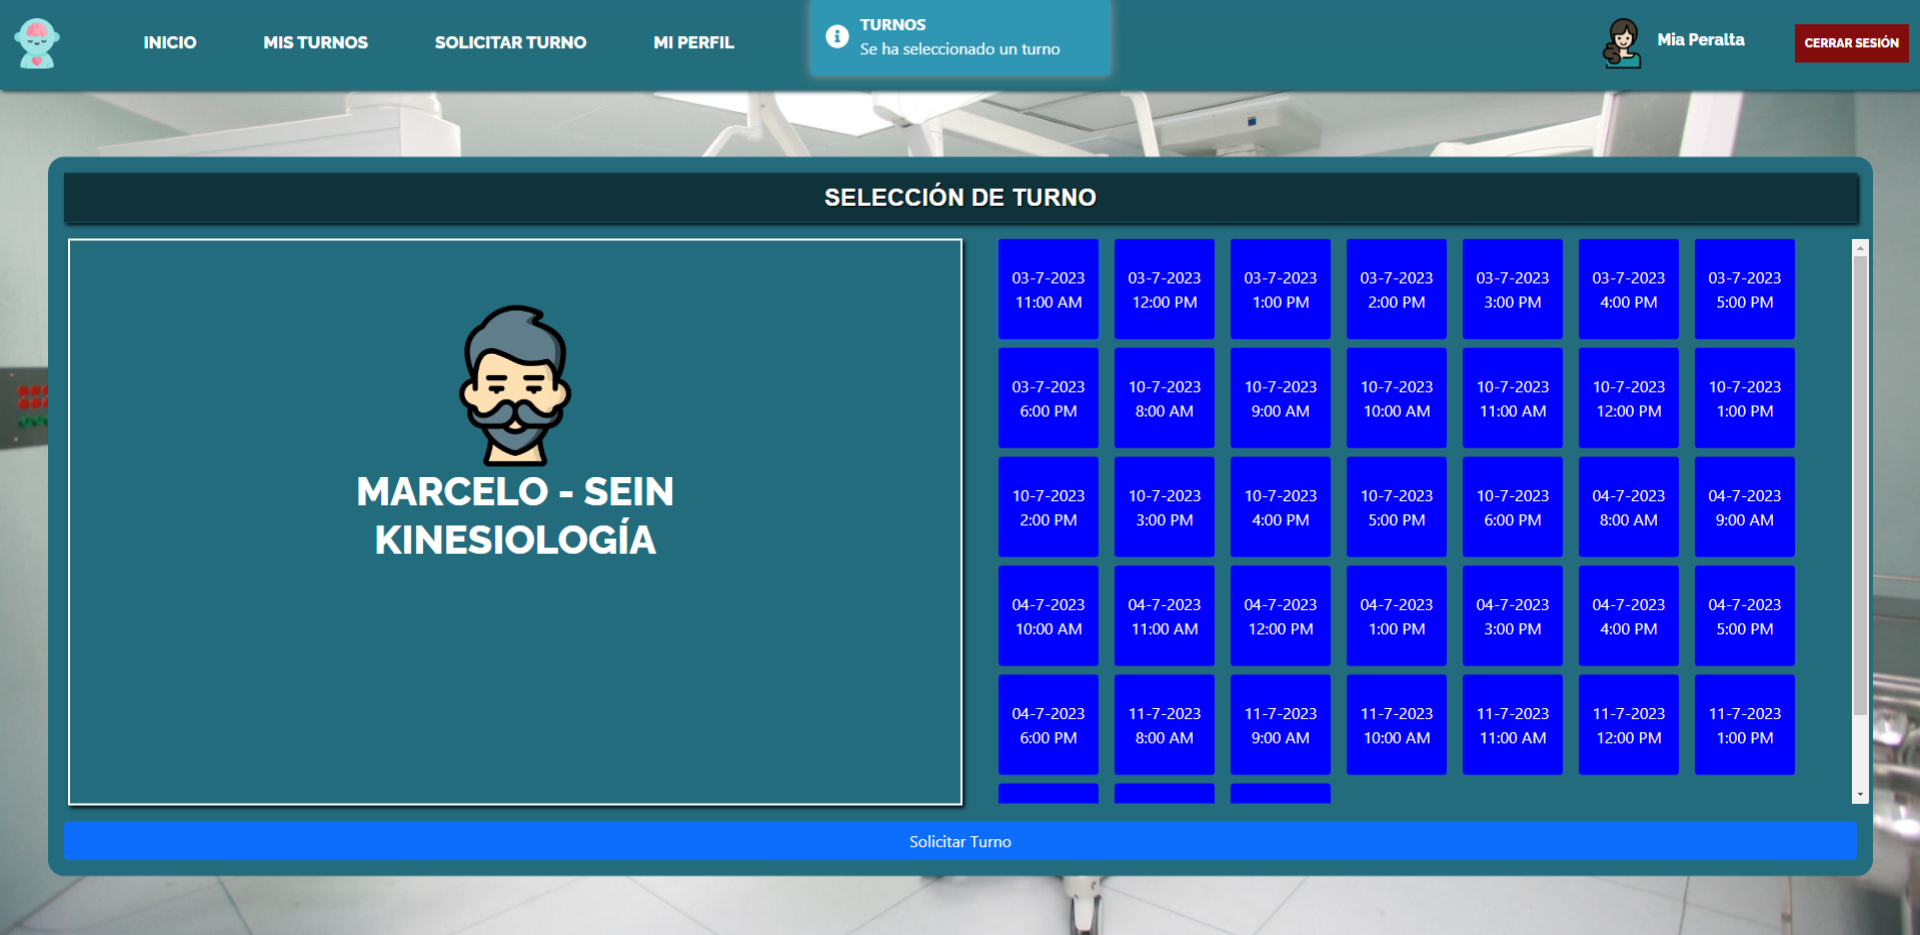 INICIO
MIS TURNOS
SOLICITAR TURNO
MI PERFIL
TURNOS
Se ha seleccionado un turno
Mia Peralta
CERRAR SESIÓN
SELECCIÓN DE TURNO
MARCELO - SEIN
KINESIOLOGÍA
03-7-2023
11:00 AM
03-7-2023
12:00 PM
03-7-2023
1:00 PM
03-7-2023
2:00 PM
03-7-2023
3:00 PM
03-7-2023
4:00 PM
03-7-2023
5:00 PM
03-7-2023
6:00 PM
10-7-2023
8:00 AM
10-7-2023
9:00 AM
10-7-2023
10:00 AM
10-7-2023
11:00 AM
10-7-2023
12:00 PM
10-7-2023
1:00 PM
10-7-2023
2:00 PM
10-7-2023
3:00 PM
10-7-2023
4:00 PM
10-7-2023
5:00 PM
10-7-2023
6:00 PM
04-7-2023
8:00 AM
04-7-2023
9:00 AM
04-7-2023
10:00 AM
04-7-2023
11:00 AM
04-7-2023
12:00 PM
04-7-2023
1:00 PM
04-7-2023
3:00 PM
04-7-2023
4:00 PM
04-7-2023
5:00 PM
04-7-2023
6:00 PM
11-7-2023
8:00 AM
11-7-2023
9:00 AM
11-7-2023
10:00 AM
11-7-2023
11:00 AM
11-7-2023
12:00 PM
11-7-2023
1:00 PM
Solicitar Turno